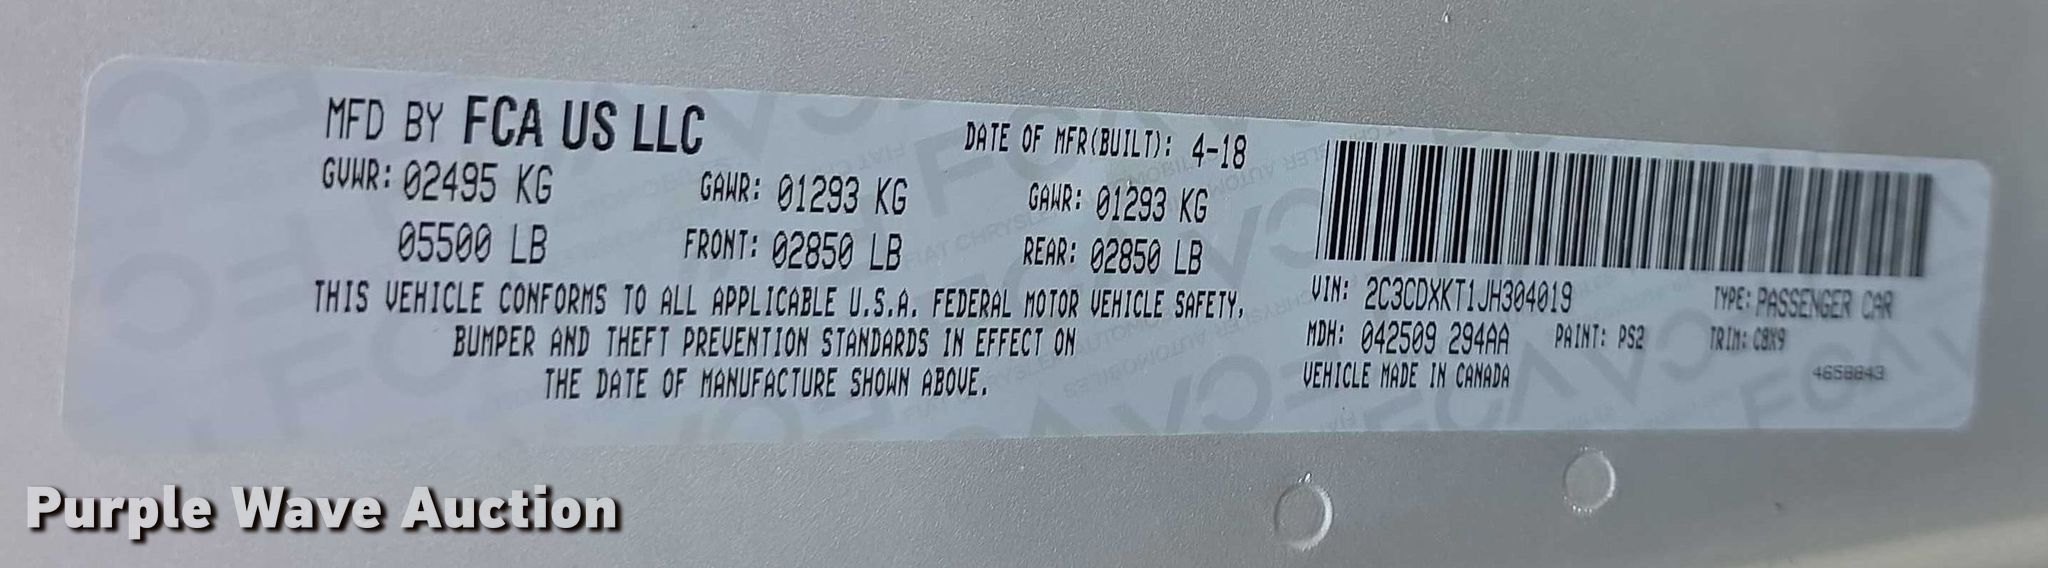 MFD BY FCA US LLC
DATE OF MFR(BUILT): 4-18
GVWR: 02495 KG
GAWR: 01293 KG
GAWR: 01293 KG
05500 LB
FRONT: 02850 LB
REAR: 02850 LB
THIS VEHICLE CONFORMS TO ALL APPLICABLE U.S.A. FEDERAL MOTOR VEHICLE SAFETY,
BUMPER AND THEFT PREVENTION STANDARDS IN EFFECT ON
THE DATE OF MANUFACTURE SHOWN ABOVE.
VIN: 2C3CDXKT1JH304019
TYPE: PASSENGER CAR
MDH: 042509 294AA
PAINT: PS2
TRIM: C8X9
VEHICLE MADE IN CANADA
4658843
Purple Wave Auction